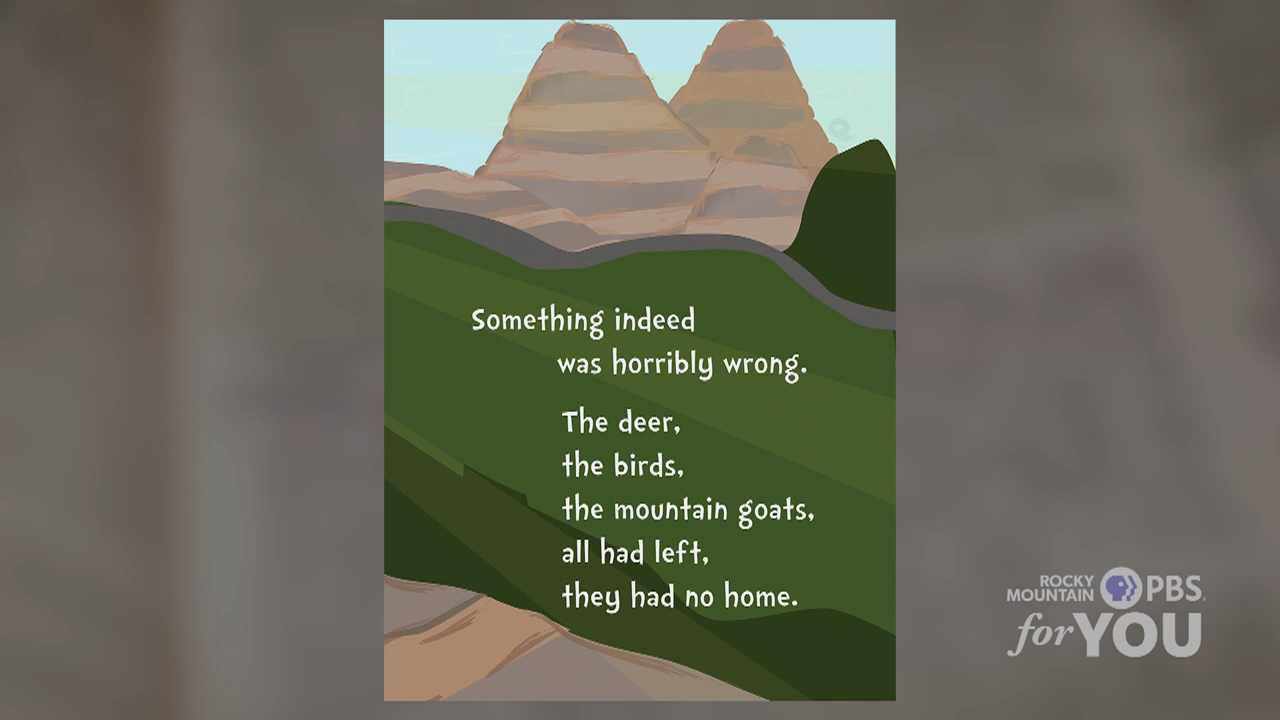 Something indeed
was horribly wrong.
The deer,
the birds,
the mountain goats,
all had left,
they had no home.
ROCKY
MOUNTAIN PBS
for YOU